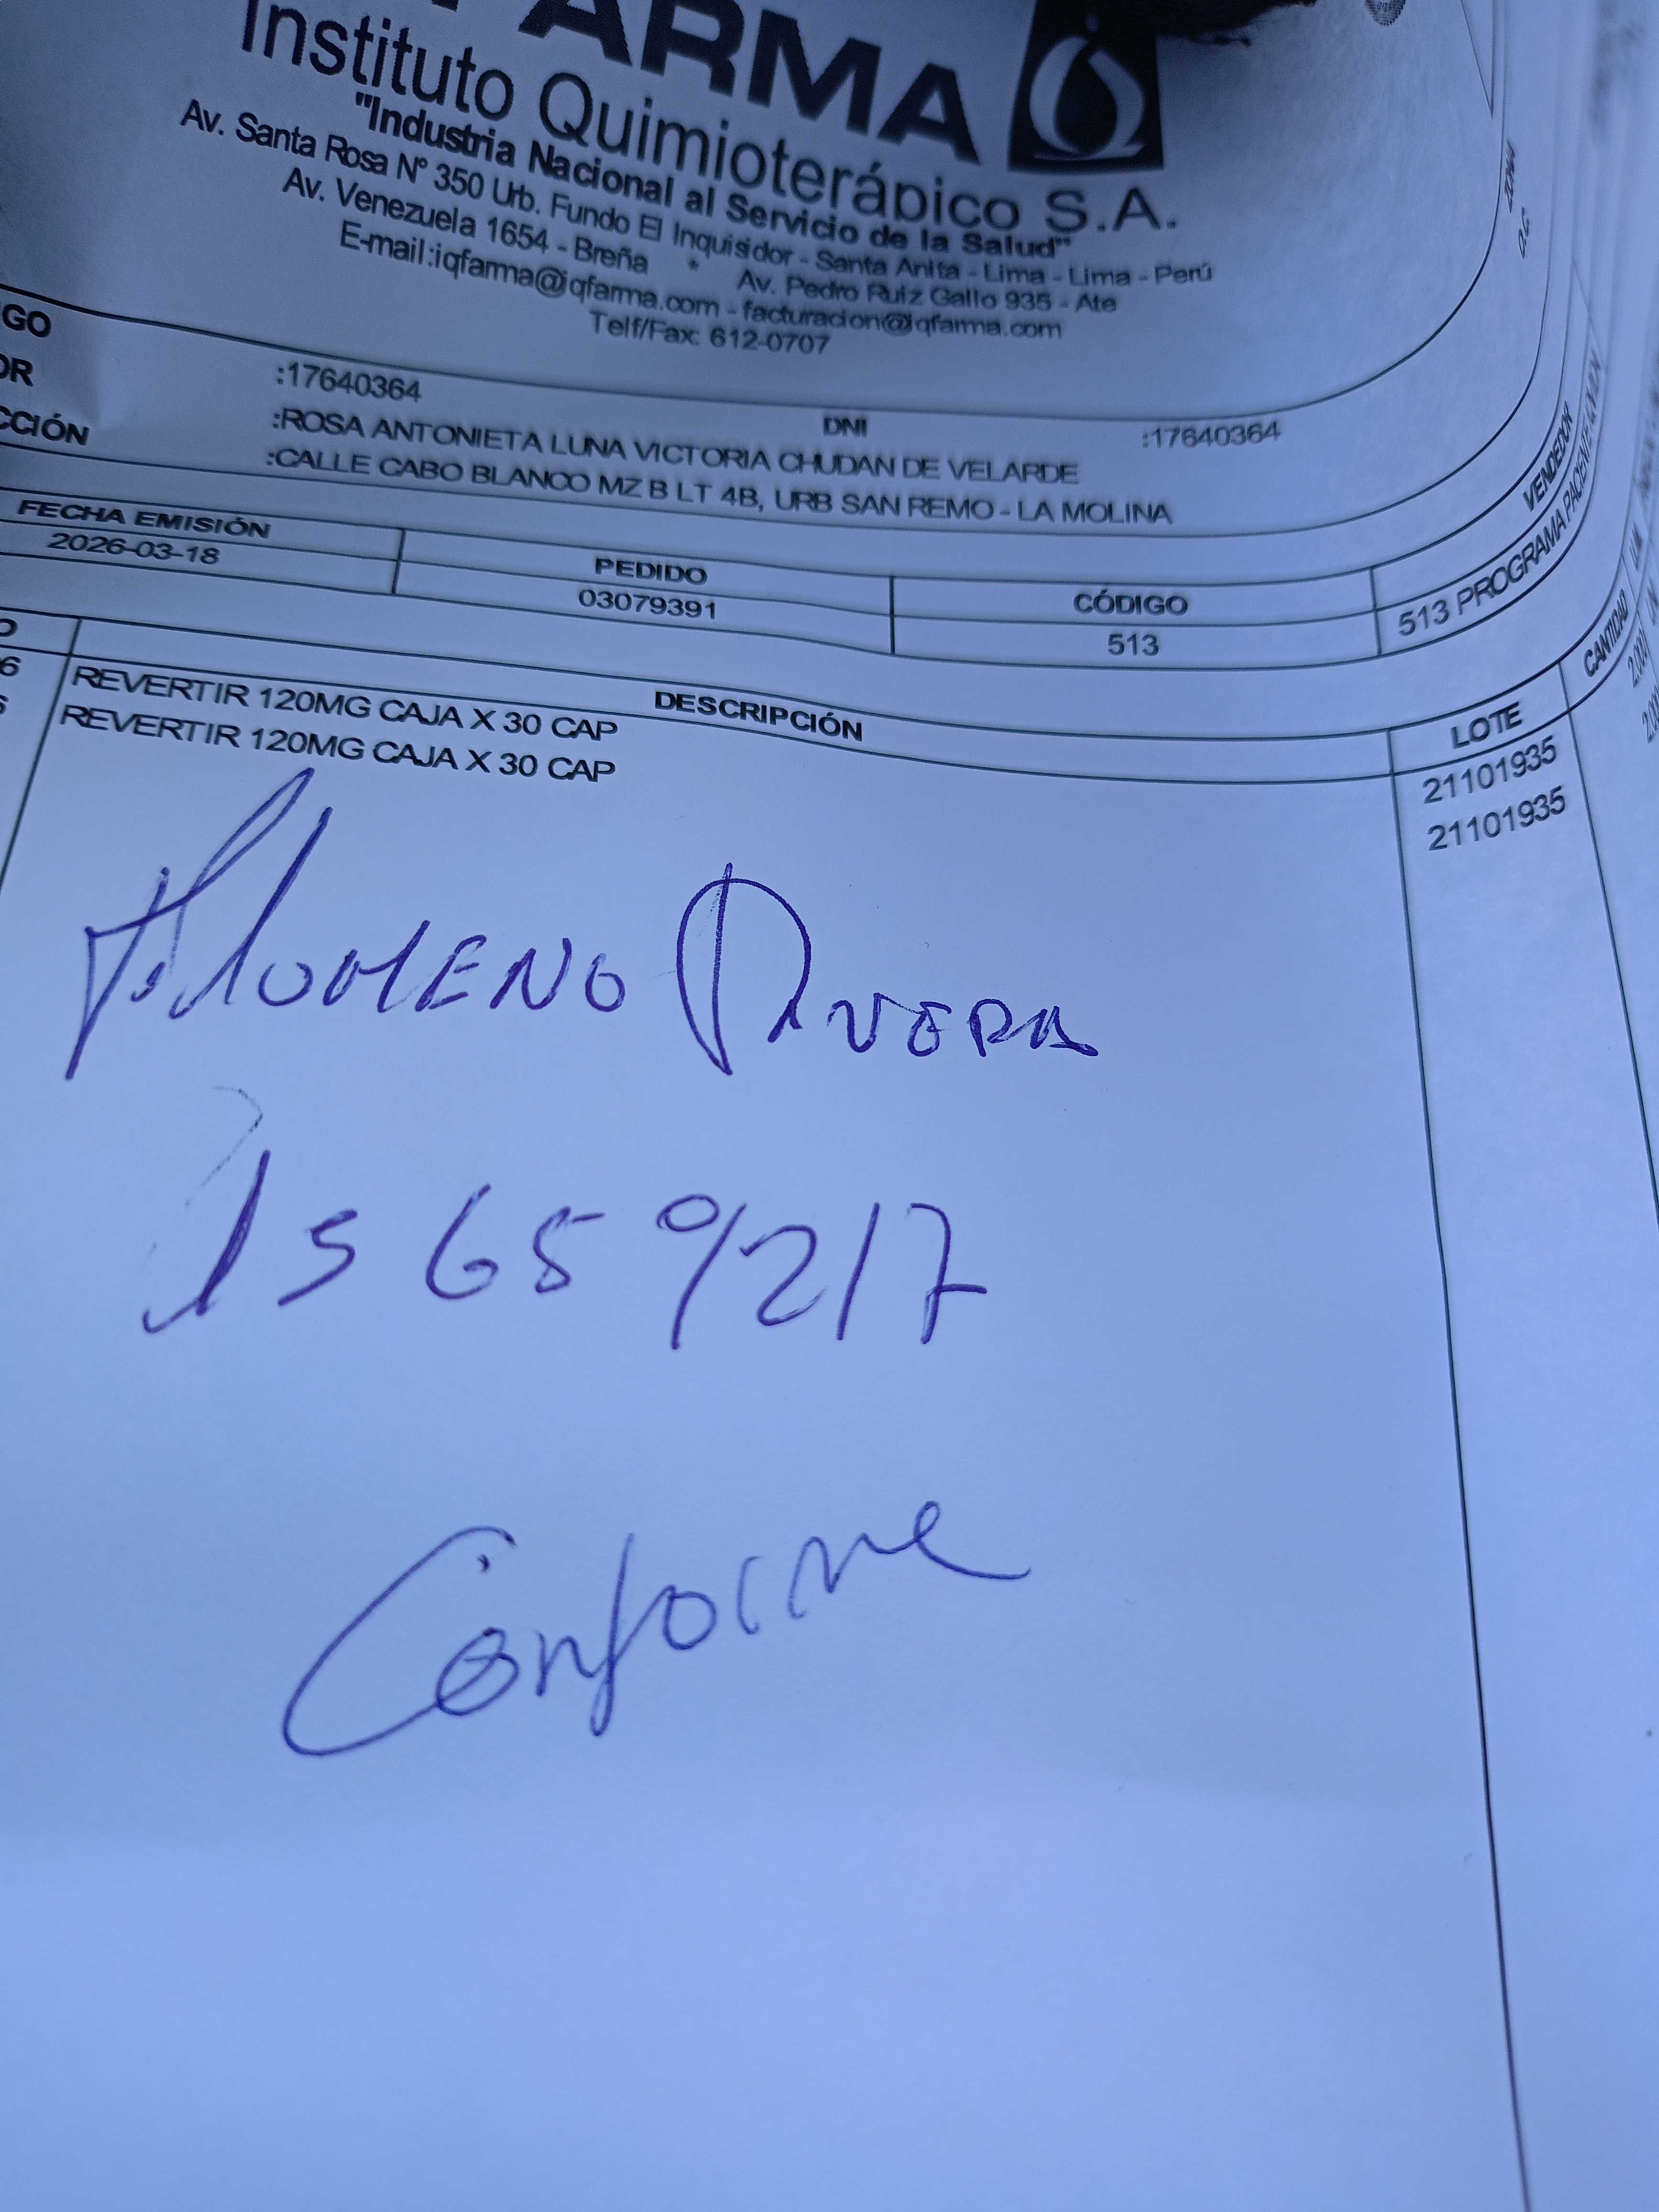 FARMA
Instituto Quimioterápico S.A.
"Industria Nacional al Servicio de la Salud"
Av. Santa Rosa N° 350 Urb. Fundo El Inquisidor - Santa Anita - Lima - Lima - Perú
Av. Venezuela 1654 - Breña * Av. Pedro Ruiz Gallo 935 - Ate
E-mail:iqfarma@iqfarma.com - facturacion@iqfarma.com
Telf/Fax: 612-0707
GO :17640364 DNI :17640364
OR :ROSA ANTONIETA LUNA VICTORIA CHUDAN DE VELARDE
CCIÓN :CALLE CABO BLANCO MZ B LT 4B, URB SAN REMO - LA MOLINA
FECHA EMISIÓN PEDIDO CÓDIGO VENDEDOR
2026-03-18 03079391 513 513 PROGRAMA PACIENTE
O DESCRIPCIÓN LOTE CANTIDAD
6 REVERTIR 120MG CAJA X 30 CAP 21101935
REVERTIR 120MG CAJA X 30 CAP 21101935
FILOMENO RIVERA
15659217
Conforme